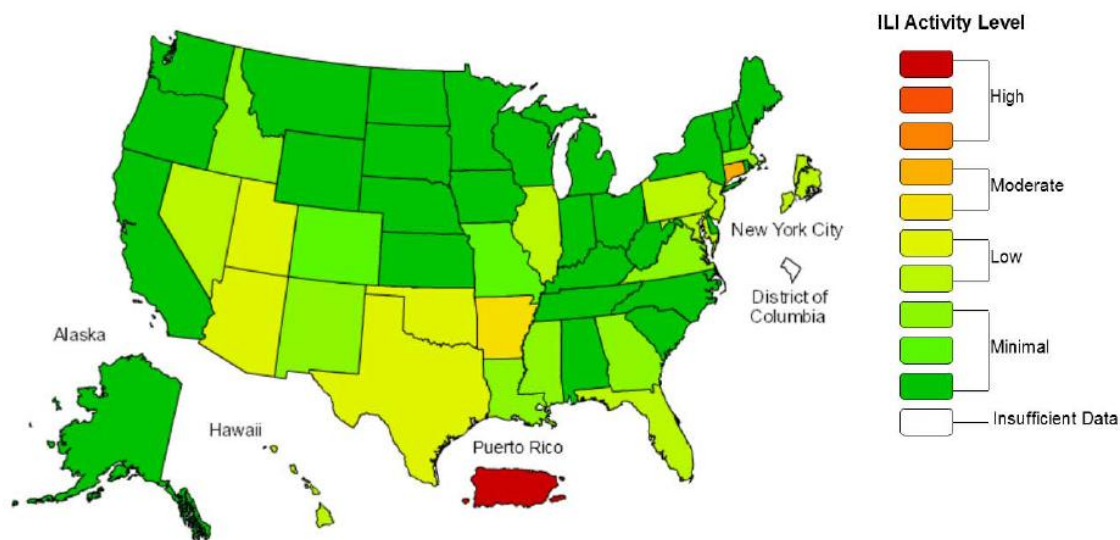 ILI Activity Level
High
Moderate
Low
Minimal
Insufficient Data
New York City
District of
Columbia
Alaska
Hawaii
Puerto Rico